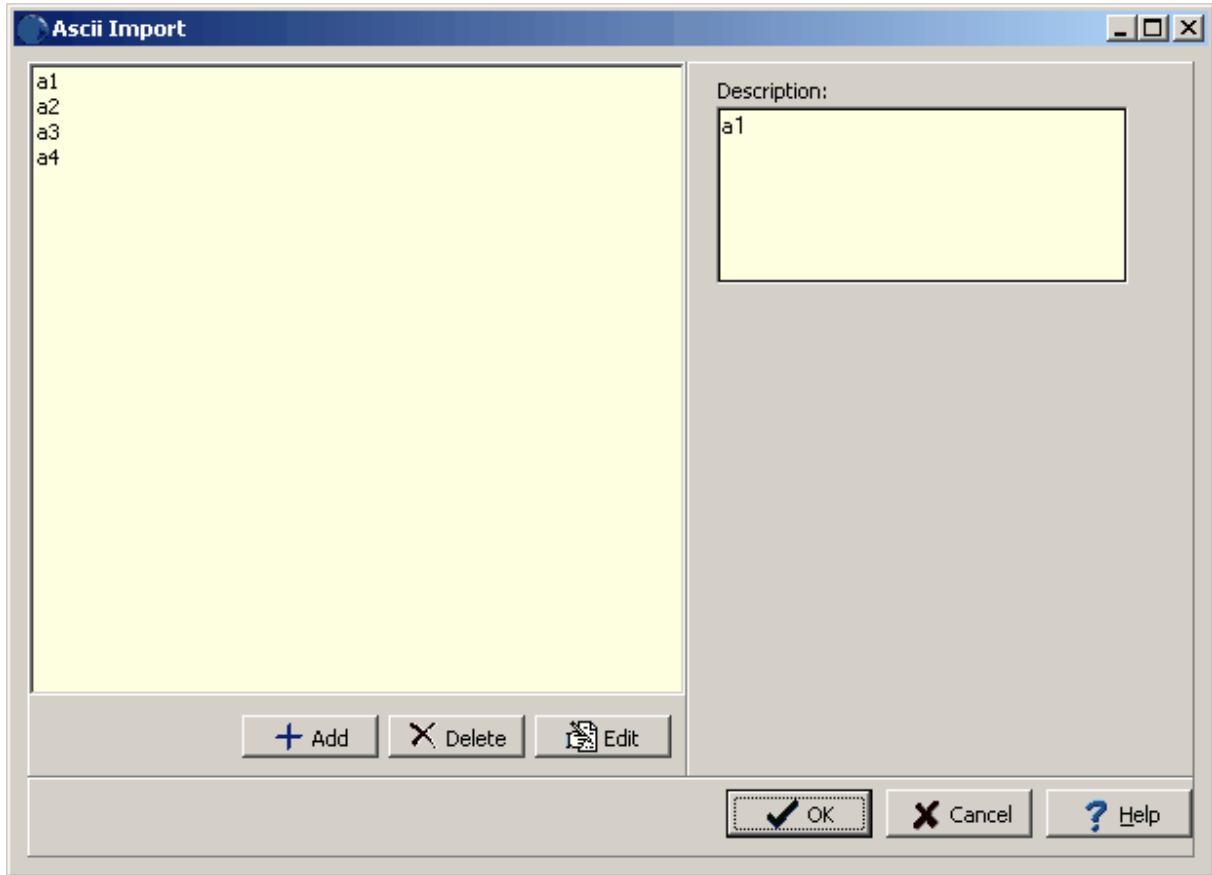 Ascii Import
a1
a2
a3
a4
Description:
a1
Add
Delete
Edit
OK
Cancel
Help